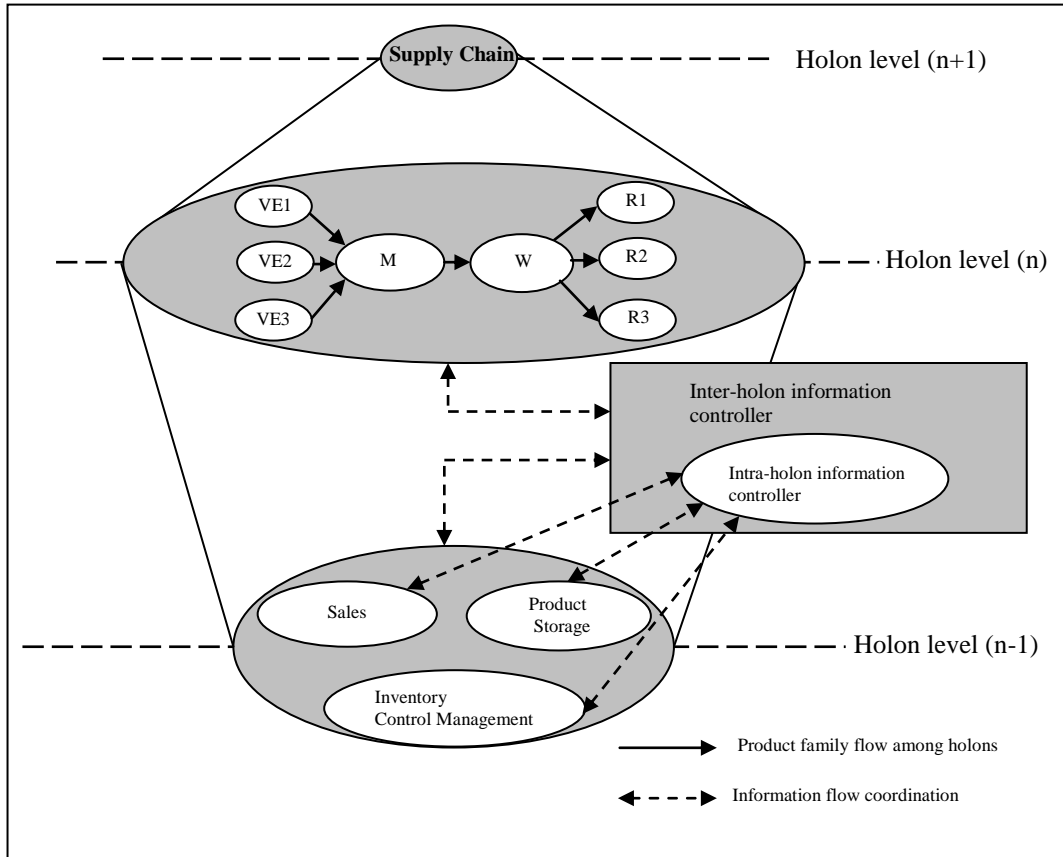 Supply Chain
Holon level (n+1)
VE1
R1
VE2
M
W
R2
Holon level (n)
VE3
R3
Inter-holon information
controller
Intra-holon information
controller
Sales
Product
Storage
Holon level (n-1)
Inventory
Control Management
Product family flow among holons
Information flow coordination